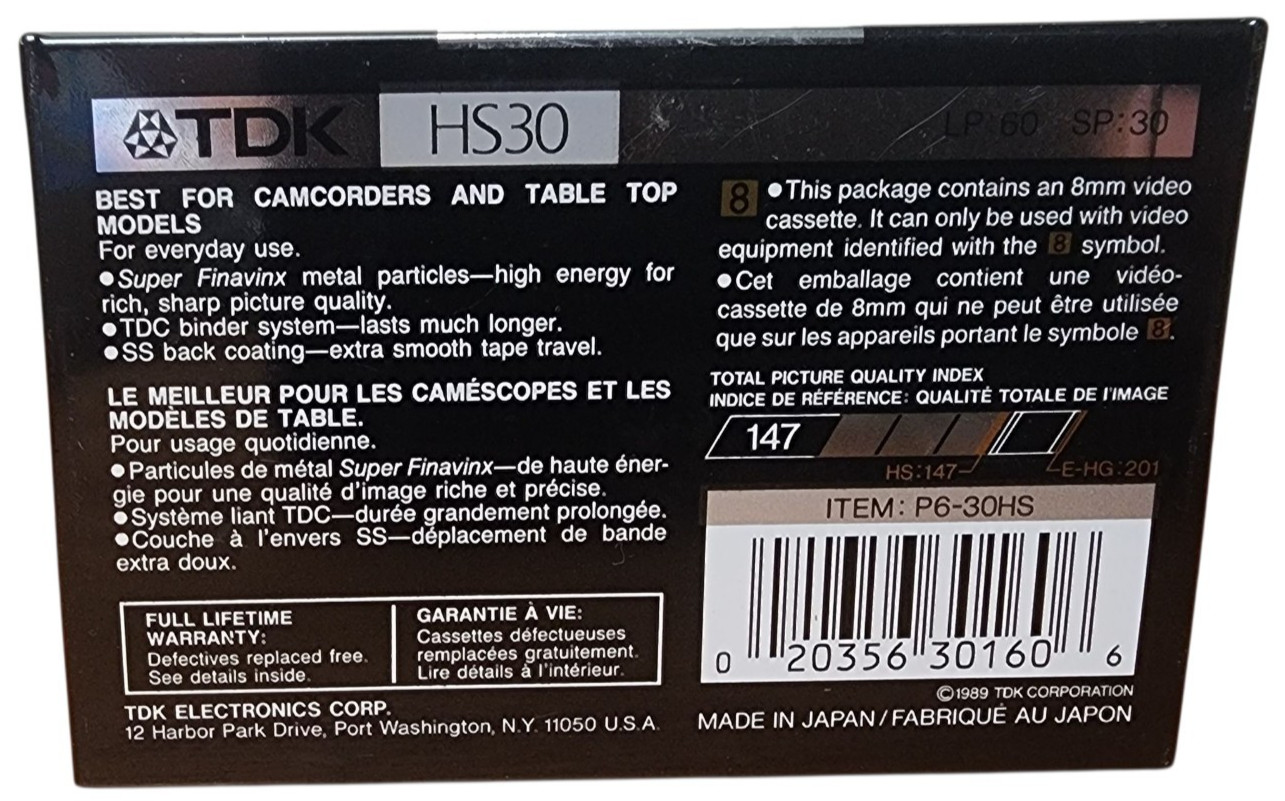 TDK HS30 LP:60 SP:30
BEST FOR CAMCORDERS AND TABLE TOP
MODELS
For everyday use.
●Super Finavinx metal particles—high energy for
rich, sharp picture quality.
●TDC binder system—lasts much longer.
●SS back coating—extra smooth tape travel.
LE MEILLEUR POUR LES CAMÉSCOPES ET LES
MODÈLES DE TABLE.
Pour usage quotidienne.
●Particules de métal Super Finavinx—de haute éner-
gie pour une qualité d'image riche et précise.
●Système liant TDC—durée grandement prolongée.
●Couche à l'envers SS—déplacement de bande
extra doux.
FULL LIFETIME
WARRANTY:
Defectives replaced free.
See details inside.
GARANTIE À VIE:
Cassettes défectueuses
remplacées gratuitement.
Lire détails à l'intérieur.
TDK ELECTRONICS CORP.
12 Harbor Park Drive, Port Washington, N.Y. 11050 U.S.A.
8 ●This package contains an 8mm video
cassette. It can only be used with video
equipment identified with the 8 symbol.
●Cet emballage contient une vidéo-
cassette de 8mm qui ne peut être utilisée
que sur les appareils portant le symbole 8.
TOTAL PICTURE QUALITY INDEX
INDICE DE RÉFÉRENCE: QUALITÉ TOTALE DE l'IMAGE
147
HS:147 E-HG:201
ITEM: P6-30HS
0 20356 30160 6
©1989 TDK CORPORATION
MADE IN JAPAN/FABRIQUÉ AU JAPON